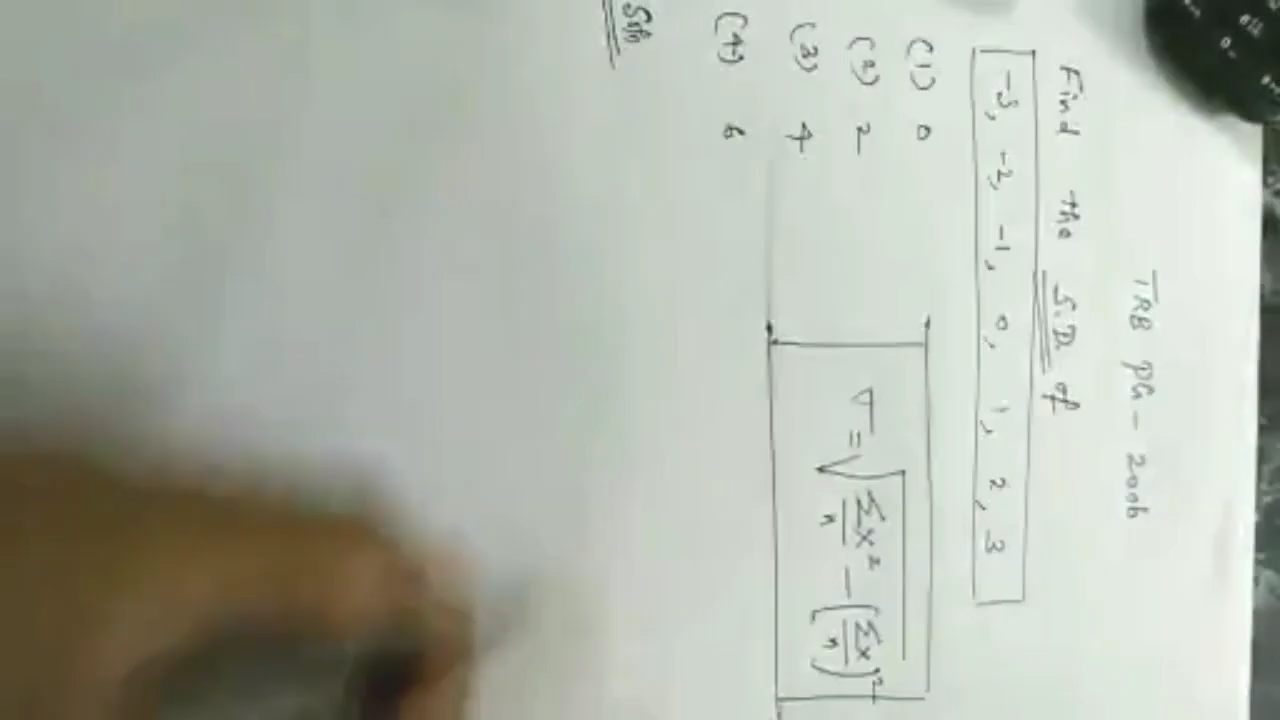 TRB PG - 2006
Find the S.D. of
-3, -2, -1, 0, 1, 2, 3
(1) 0
(2) 2
(3) 4
(4) 6
σ = √ Σx²/n - (Σx/n)²
Soln